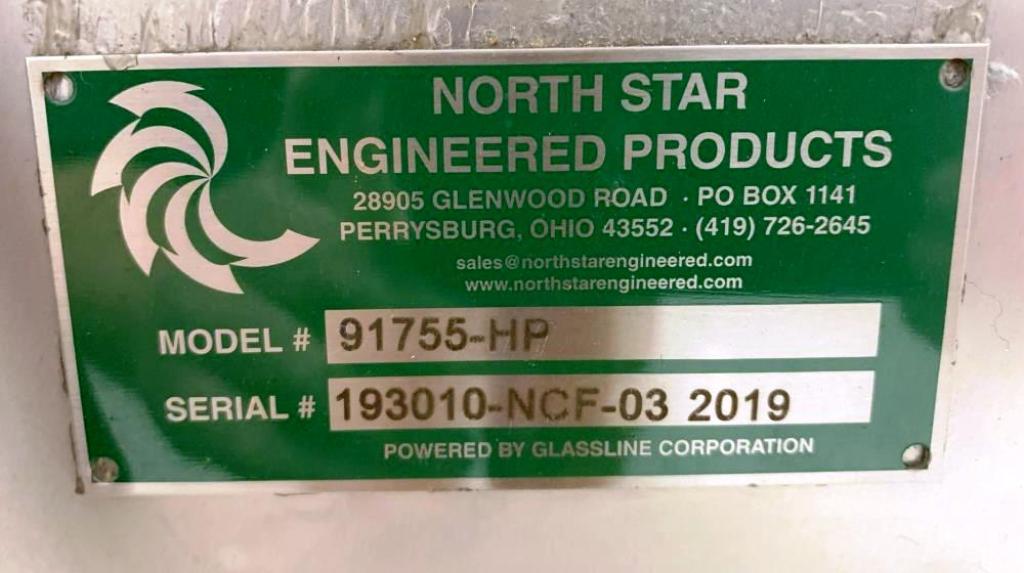 NORTH STAR
ENGINEERED PRODUCTS
28905 GLENWOOD ROAD · PO BOX 1141
PERRYSBURG, OHIO 43552 · (419) 726-2645
sales@northstarengineered.com
www.northstarengineered.com
MODEL # 91755-HP
SERIAL # 193010-NCF-03 2019
POWERED BY GLASSLINE CORPORATION